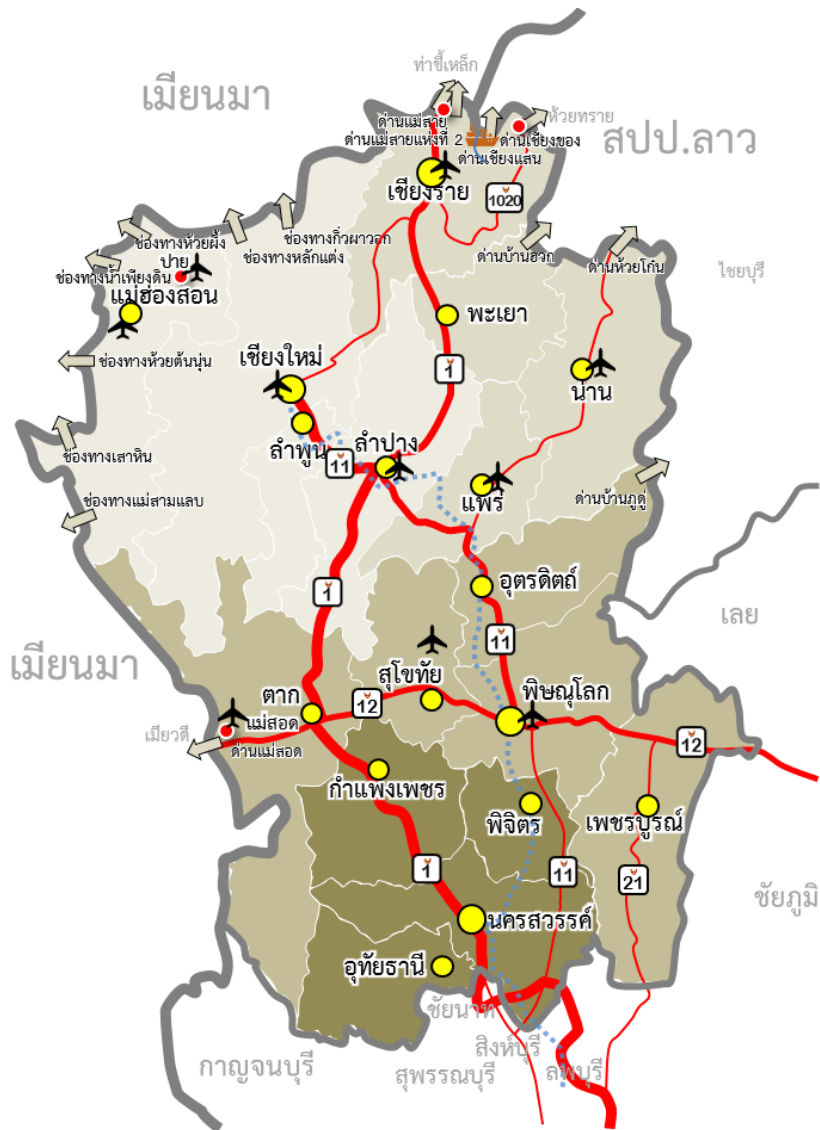 ท่าขี้เหล็ก
เมียนมา
ห้วยทราย
ด่านแม่สาย
ด่านแม่สายแห่งที่ 2
ด่านเชียงของ
สปป.ลาว
ด่านเชียงแสน
เชียงราย
1020
ช่องทางกิ่วผาวอก
ช่องทางห้วยผึ้ง
ช่องทางหลักแต่ง
ด่านบ้านฮวก
ด่านห้วยโก๋น
ปาย
ช่องทางน้ำเพียงดิน
ไชยบุรี
แม่ฮ่องสอน
พะเยา
เชียงใหม่
ช่องทางห้วยต้นนุ่น
1
น่าน
ลำพูน
ลำปาง
11
ช่องทางเสาหิน
แพร่
ด่านบ้านภูดู่
ช่องทางแม่สามแลบ
อุตรดิตถ์
1
เลย
11
เมียนมา
สุโขทัย
ตาก
พิษณุโลก
12
แม่สอด
เมียวดี
ด่านแม่สอด
12
กำแพงเพชร
พิจิตร
เพชรบูรณ์
1
11
21
ชัยภูมิ
นครสวรรค์
อุทัยธานี
ชัยนาท
สิงห์บุรี
กาญจนบุรี
สุพรรณบุรี
ลพบุรี